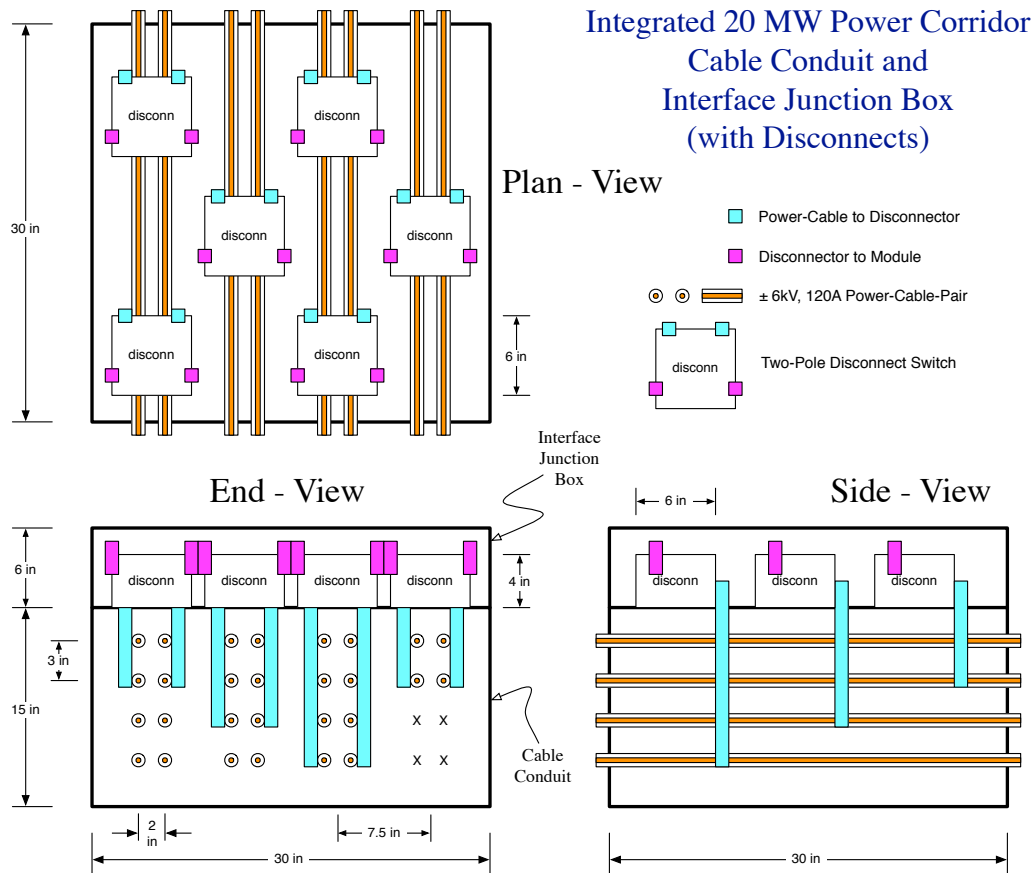 Integrated 20 MW Power Corridor
Cable Conduit and
Interface Junction Box
(with Disconnects)
disconn
disconn
Plan - View
30 in
disconn
disconn
Power-Cable to Disconnector
Disconnector to Module
± 6kV, 120A Power-Cable-Pair
disconn
disconn
6 in
disconn
Two-Pole Disconnect Switch
Interface
Junction
Box
End - View
Side - View
6 in
6 in
disconn
disconn
disconn
disconn
4 in
disconn
disconn
disconn
3 in
15 in
X X
X X
Cable
Conduit
2
in
7.5 in
30 in
30 in